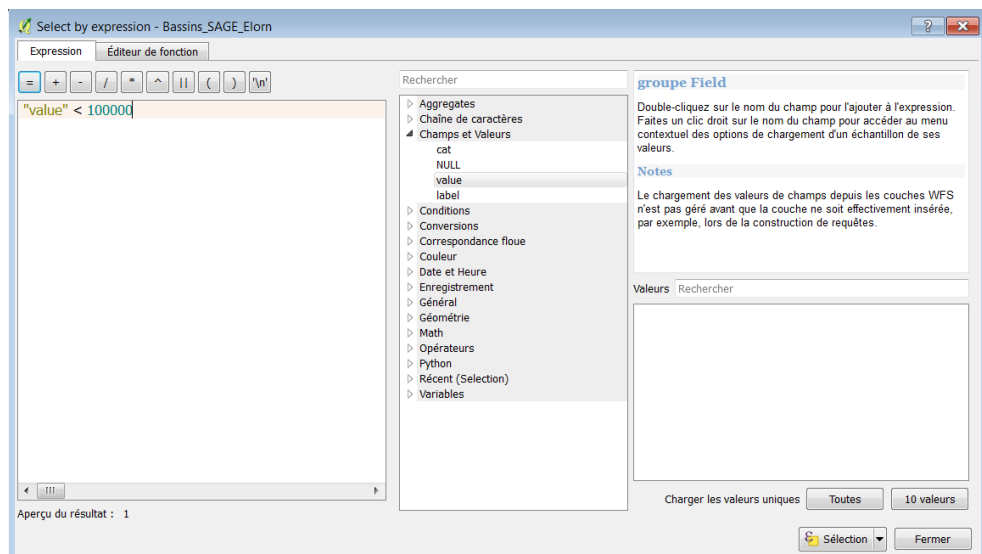 Select by expression - Bassins_SAGE_Elorn
Expression Éditeur de fonction
= + - / * ^ || ( ) '\n'
"value" < 100000
Aperçu du résultat : 1
Rechercher
Aggregates
Chaîne de caractères
Champs et Valeurs
cat
NULL
value
label
Conditions
Conversions
Correspondance floue
Couleur
Date et Heure
Enregistrement
Général
Géométrie
Math
Opérateurs
Python
Récent (Selection)
Variables
groupe Field
Double-cliquez sur le nom du champ pour l'ajouter à l'expression.
Faites un clic droit sur le nom du champ pour accéder au menu
contextuel des options de chargement d'un échantillon de ses
valeurs.
Notes
Le chargement des valeurs de champs depuis les couches WFS
n'est pas géré avant que la couche ne soit effectivement insérée,
par exemple, lors de la construction de requêtes.
Valeurs Rechercher
Charger les valeurs uniques Toutes 10 valeurs
Sélection Fermer